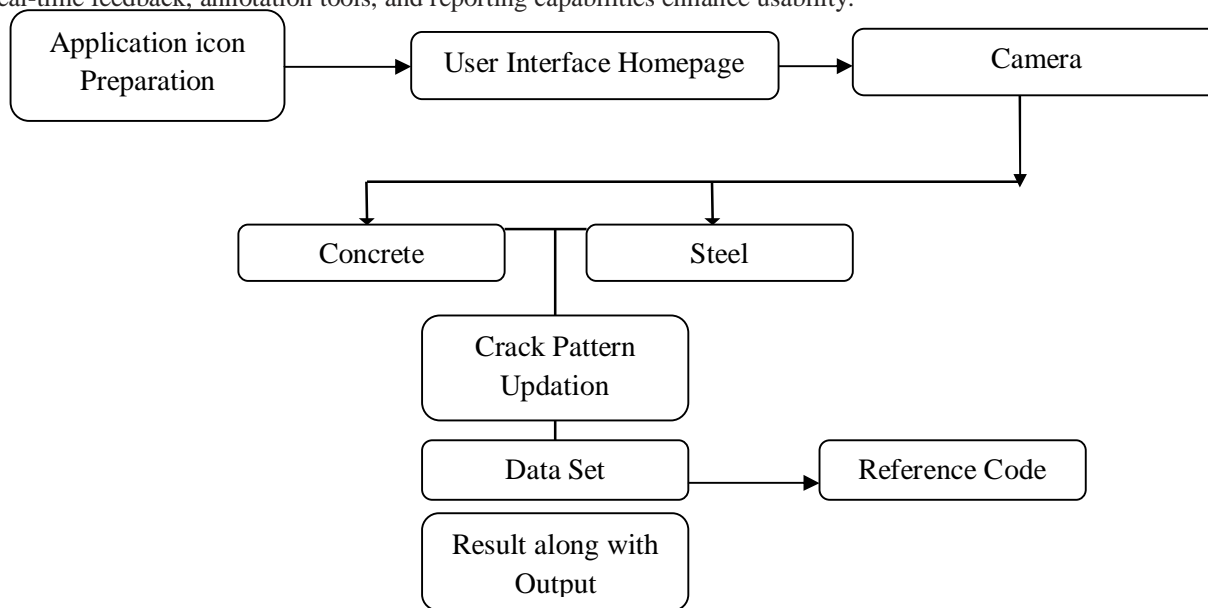 al-time feedback, annotation tools, and reporting capabilities enhance usability.
Application icon
Preparation
User Interface Homepage
Camera
Concrete
Steel
Crack Pattern
Updation
Data Set
Reference Code
Result along with
Output